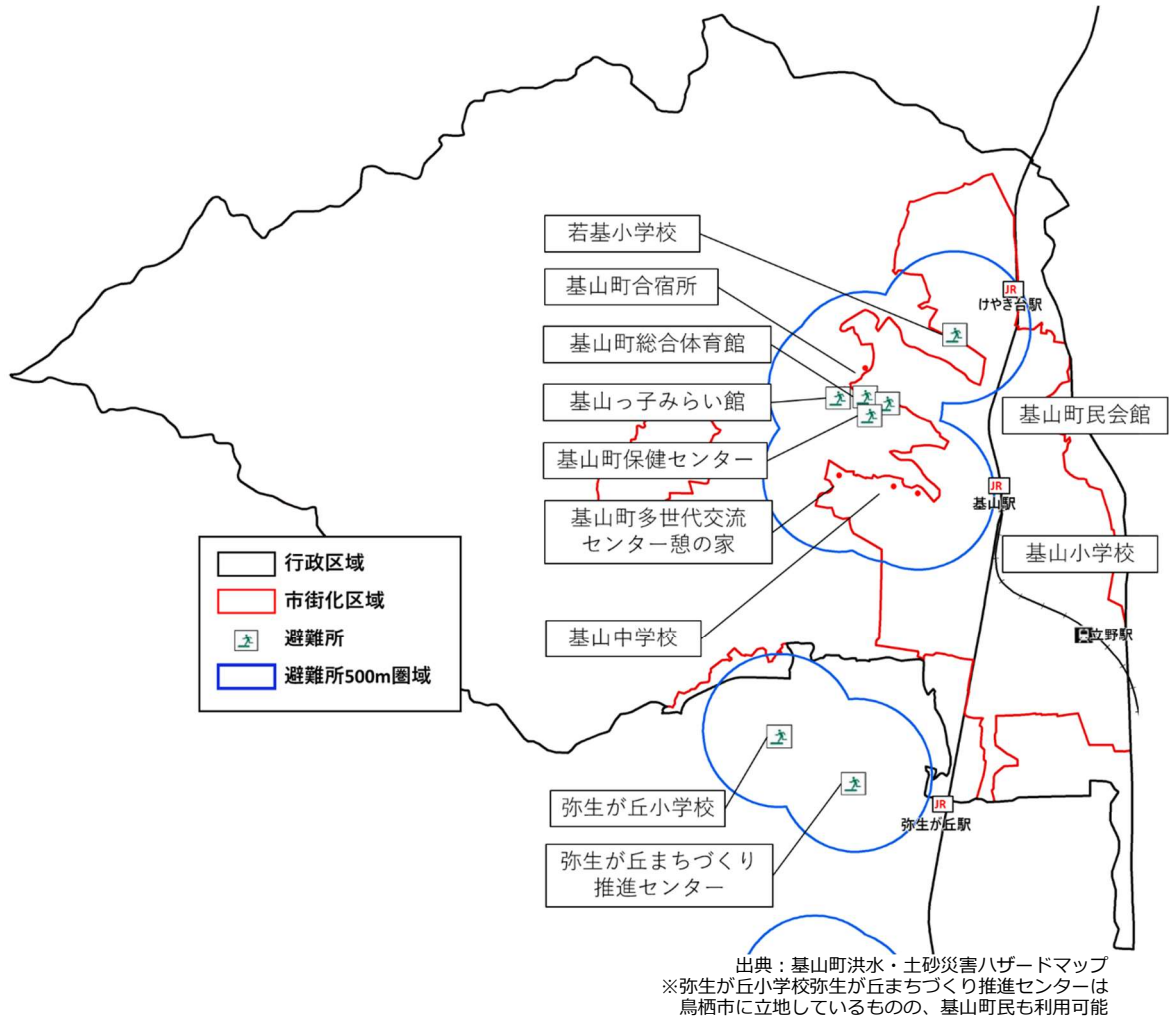 若基小学校
JR
けやき台駅
基山町合宿所
基山町総合体育館
基山っ子みらい館
基山町民会館
基山町保健センター
JR
基山駅
基山町多世代交流
センター憩の家
基山小学校
行政区域
市街化区域
避難所
避難所500m圏域
基山中学校
立野駅
弥生が丘小学校
JR
弥生が丘駅
弥生が丘まちづくり
推進センター
出典：基山町洪水・土砂災害ハザードマップ
※弥生が丘小学校弥生が丘まちづくり推進センターは
鳥栖市に立地しているものの、基山町民も利用可能